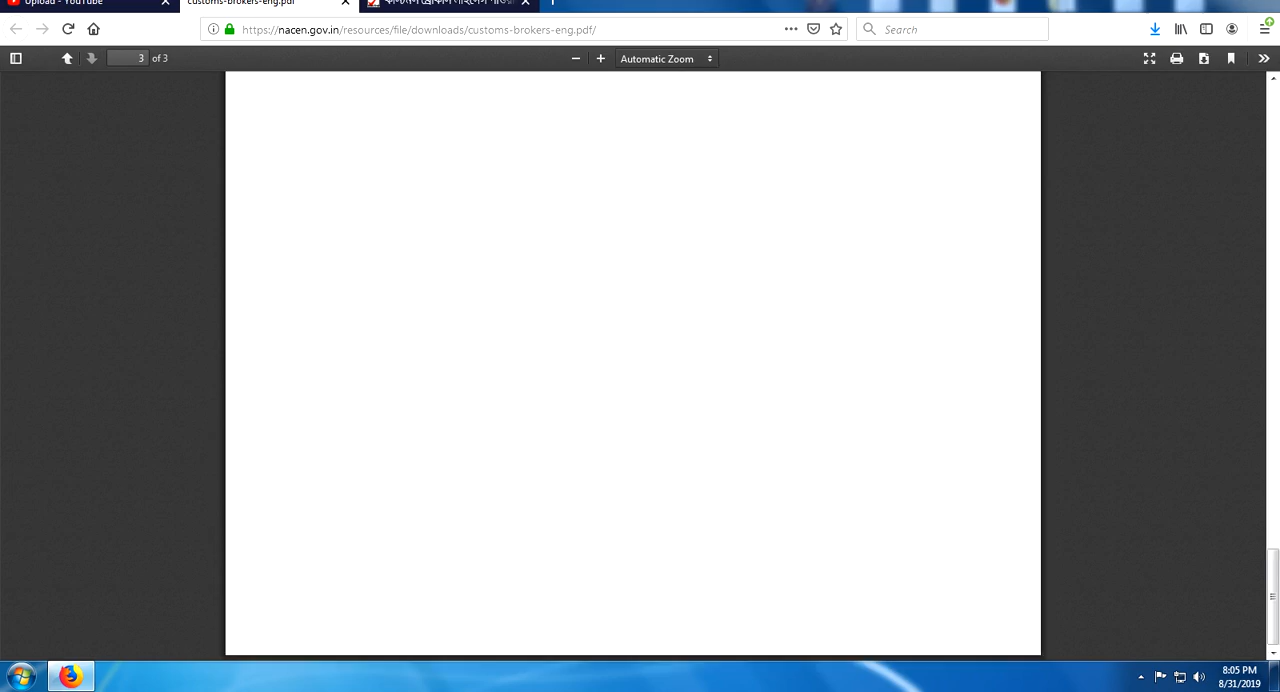 Upload - YouTube
customs-brokers-eng.pdf
https://nacen.gov.in/resources/file/downloads/customs-brokers-eng.pdf/
Search
3 of 3
Automatic Zoom
8:05 PM
8/31/2019